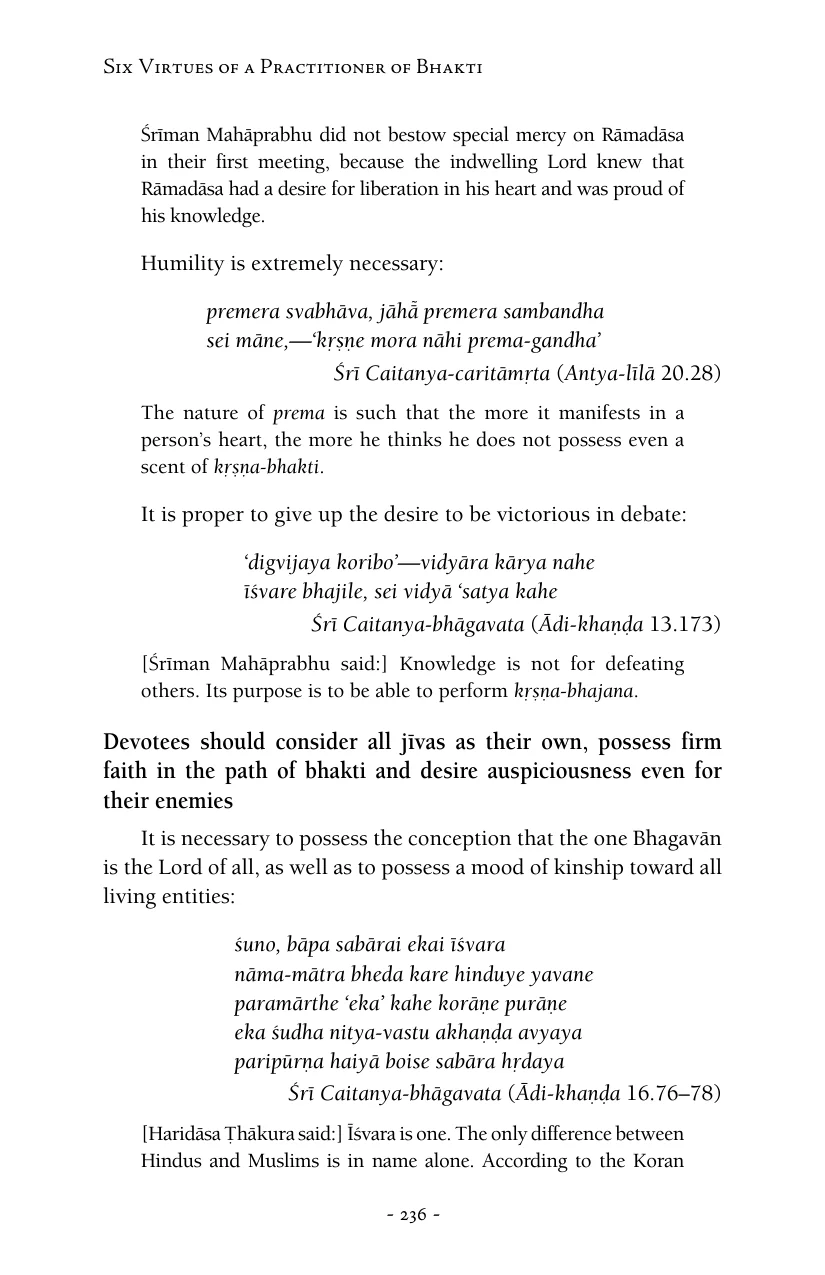 Six Virtues of a Practitioner of Bhakti
Śrīman Mahāprabhu did not bestow special mercy on Rāmadāsa
in their first meeting, because the indwelling Lord knew that
Rāmadāsa had a desire for liberation in his heart and was proud of
his knowledge.
Humility is extremely necessary:
premera svabhāva, jāhā̐ premera sambandha
sei māne,—‘kṛṣṇe mora nāhi prema-gandha’
Śrī Caitanya-caritāmṛta (Antya-līlā 20.28)
The nature of prema is such that the more it manifests in a
person’s heart, the more he thinks he does not possess even a
scent of kṛṣṇa-bhakti.
It is proper to give up the desire to be victorious in debate:
‘digvijaya koribo’—vidyāra kārya nahe
īśvare bhajile, sei vidyā ‘satya kahe
Śrī Caitanya-bhāgavata (Ādi-khaṇḍa 13.173)
[Śrīman Mahāprabhu said:] Knowledge is not for defeating
others. Its purpose is to be able to perform kṛṣṇa-bhajana.
Devotees should consider all jīvas as their own, possess firm
faith in the path of bhakti and desire auspiciousness even for
their enemies
It is necessary to possess the conception that the one Bhagavān
is the Lord of all, as well as to possess a mood of kinship toward all
living entities:
śuno, bāpa sabārai ekai īśvara
nāma-mātra bheda kare hinduye yavane
paramārthe ‘eka’ kahe korāṇe purāṇe
eka śudha nitya-vastu akhaṇḍa avyaya
paripūrṇa haiyā boise sabāra hṛdaya
Śrī Caitanya-bhāgavata (Ādi-khaṇḍa 16.76–78)
[Haridāsa Ṭhākura said:] Īśvara is one. The only difference between
Hindus and Muslims is in name alone. According to the Koran
- 236 -